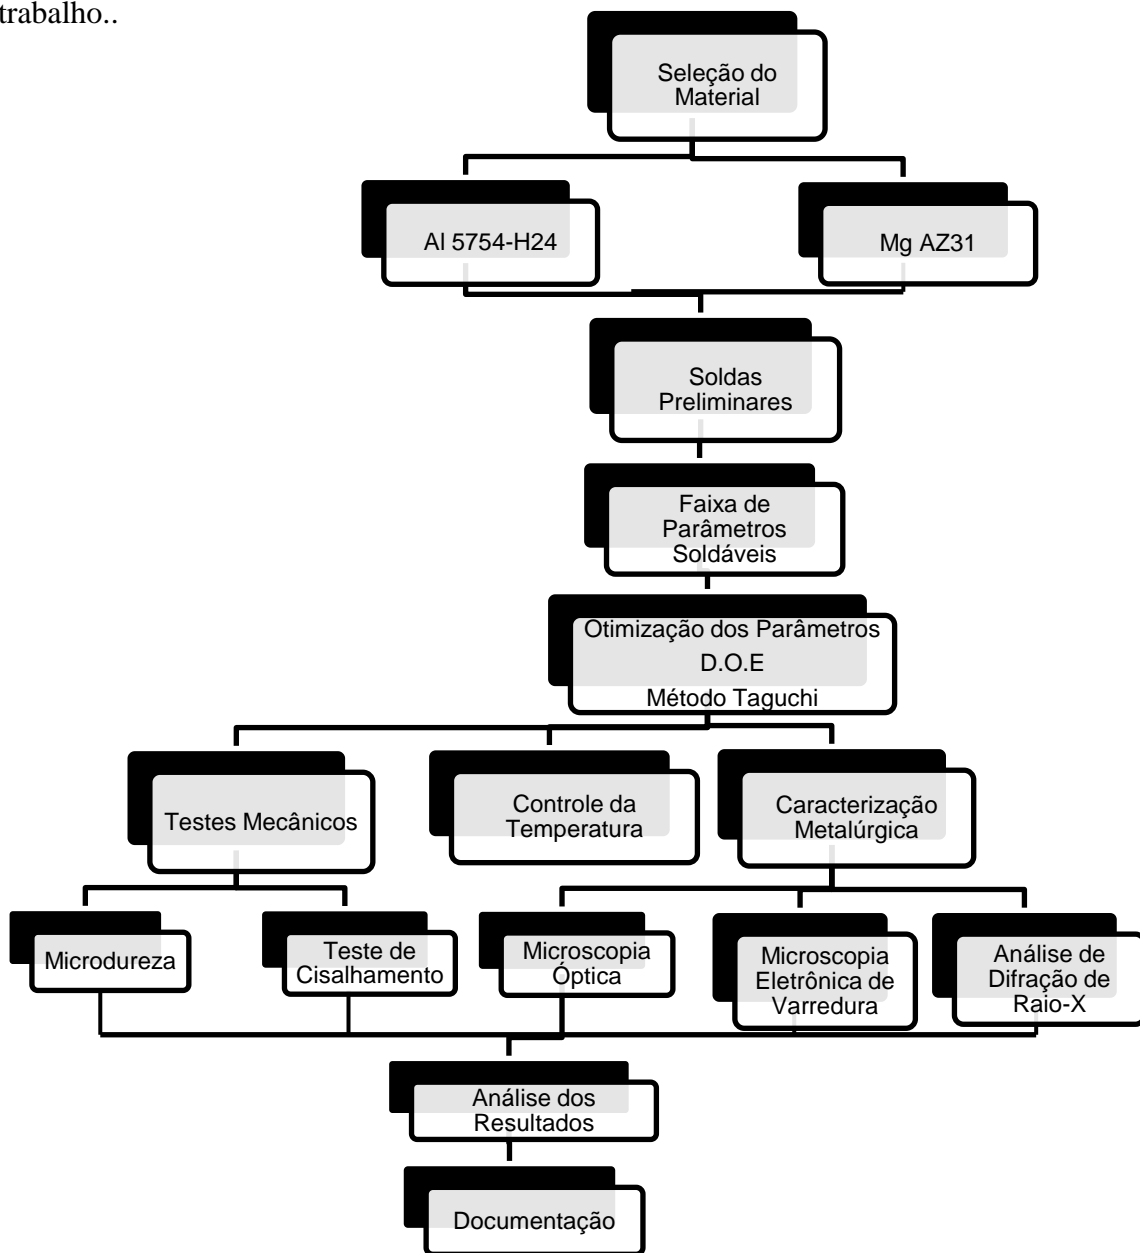 trabalho..
Seleção do
Material
Al 5754-H24
Mg AZ31
Soldas
Preliminares
Faixa de
Parâmetros
Soldáveis
Otimização dos Parâmetros
D.O.E
Método Taguchi
Testes Mecânicos
Controle da
Temperatura
Caracterização
Metalúrgica
Microdureza
Teste de
Cisalhamento
Microscopia
Óptica
Microscopia
Eletrônica de
Varredura
Análise de
Difração de
Raio-X
Análise dos
Resultados
Documentação